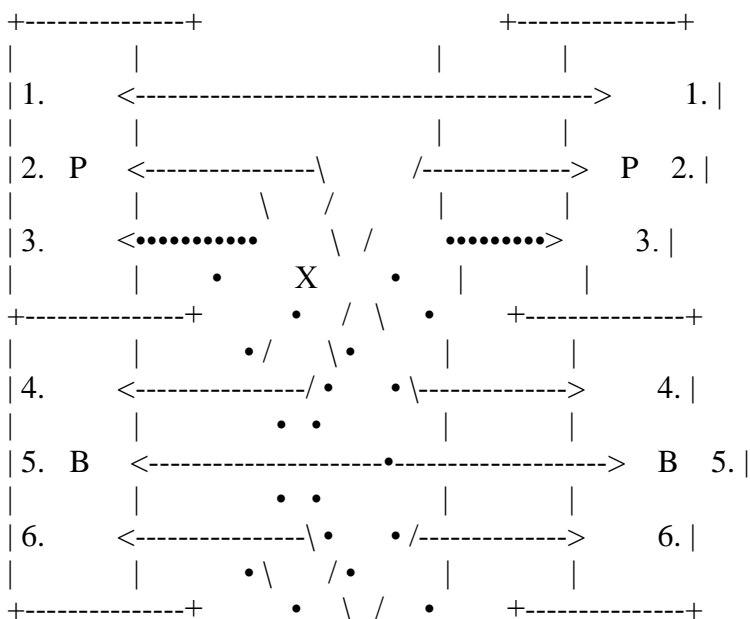 +---------------+ +---------------+
| | | |
| 1. <--------------------------------------------> 1. |
| | | |
| 2. P <----------------\ /--------------> P 2. |
| | \ / | |
| 3. <••••••••••• \ / •••••••••> 3. |
| | • X • | |
+---------------+ • / \ • +---------------+
| | • / \ • | |
| 4. <----------------/ • • \--------------> 4. |
| | • • | |
| 5. B <----------------------•---------------------> B 5. |
| | • • | |
| 6. <----------------\ • • /--------------> 6. |
| | • \ / • | |
+---------------+ • \ / • +---------------+